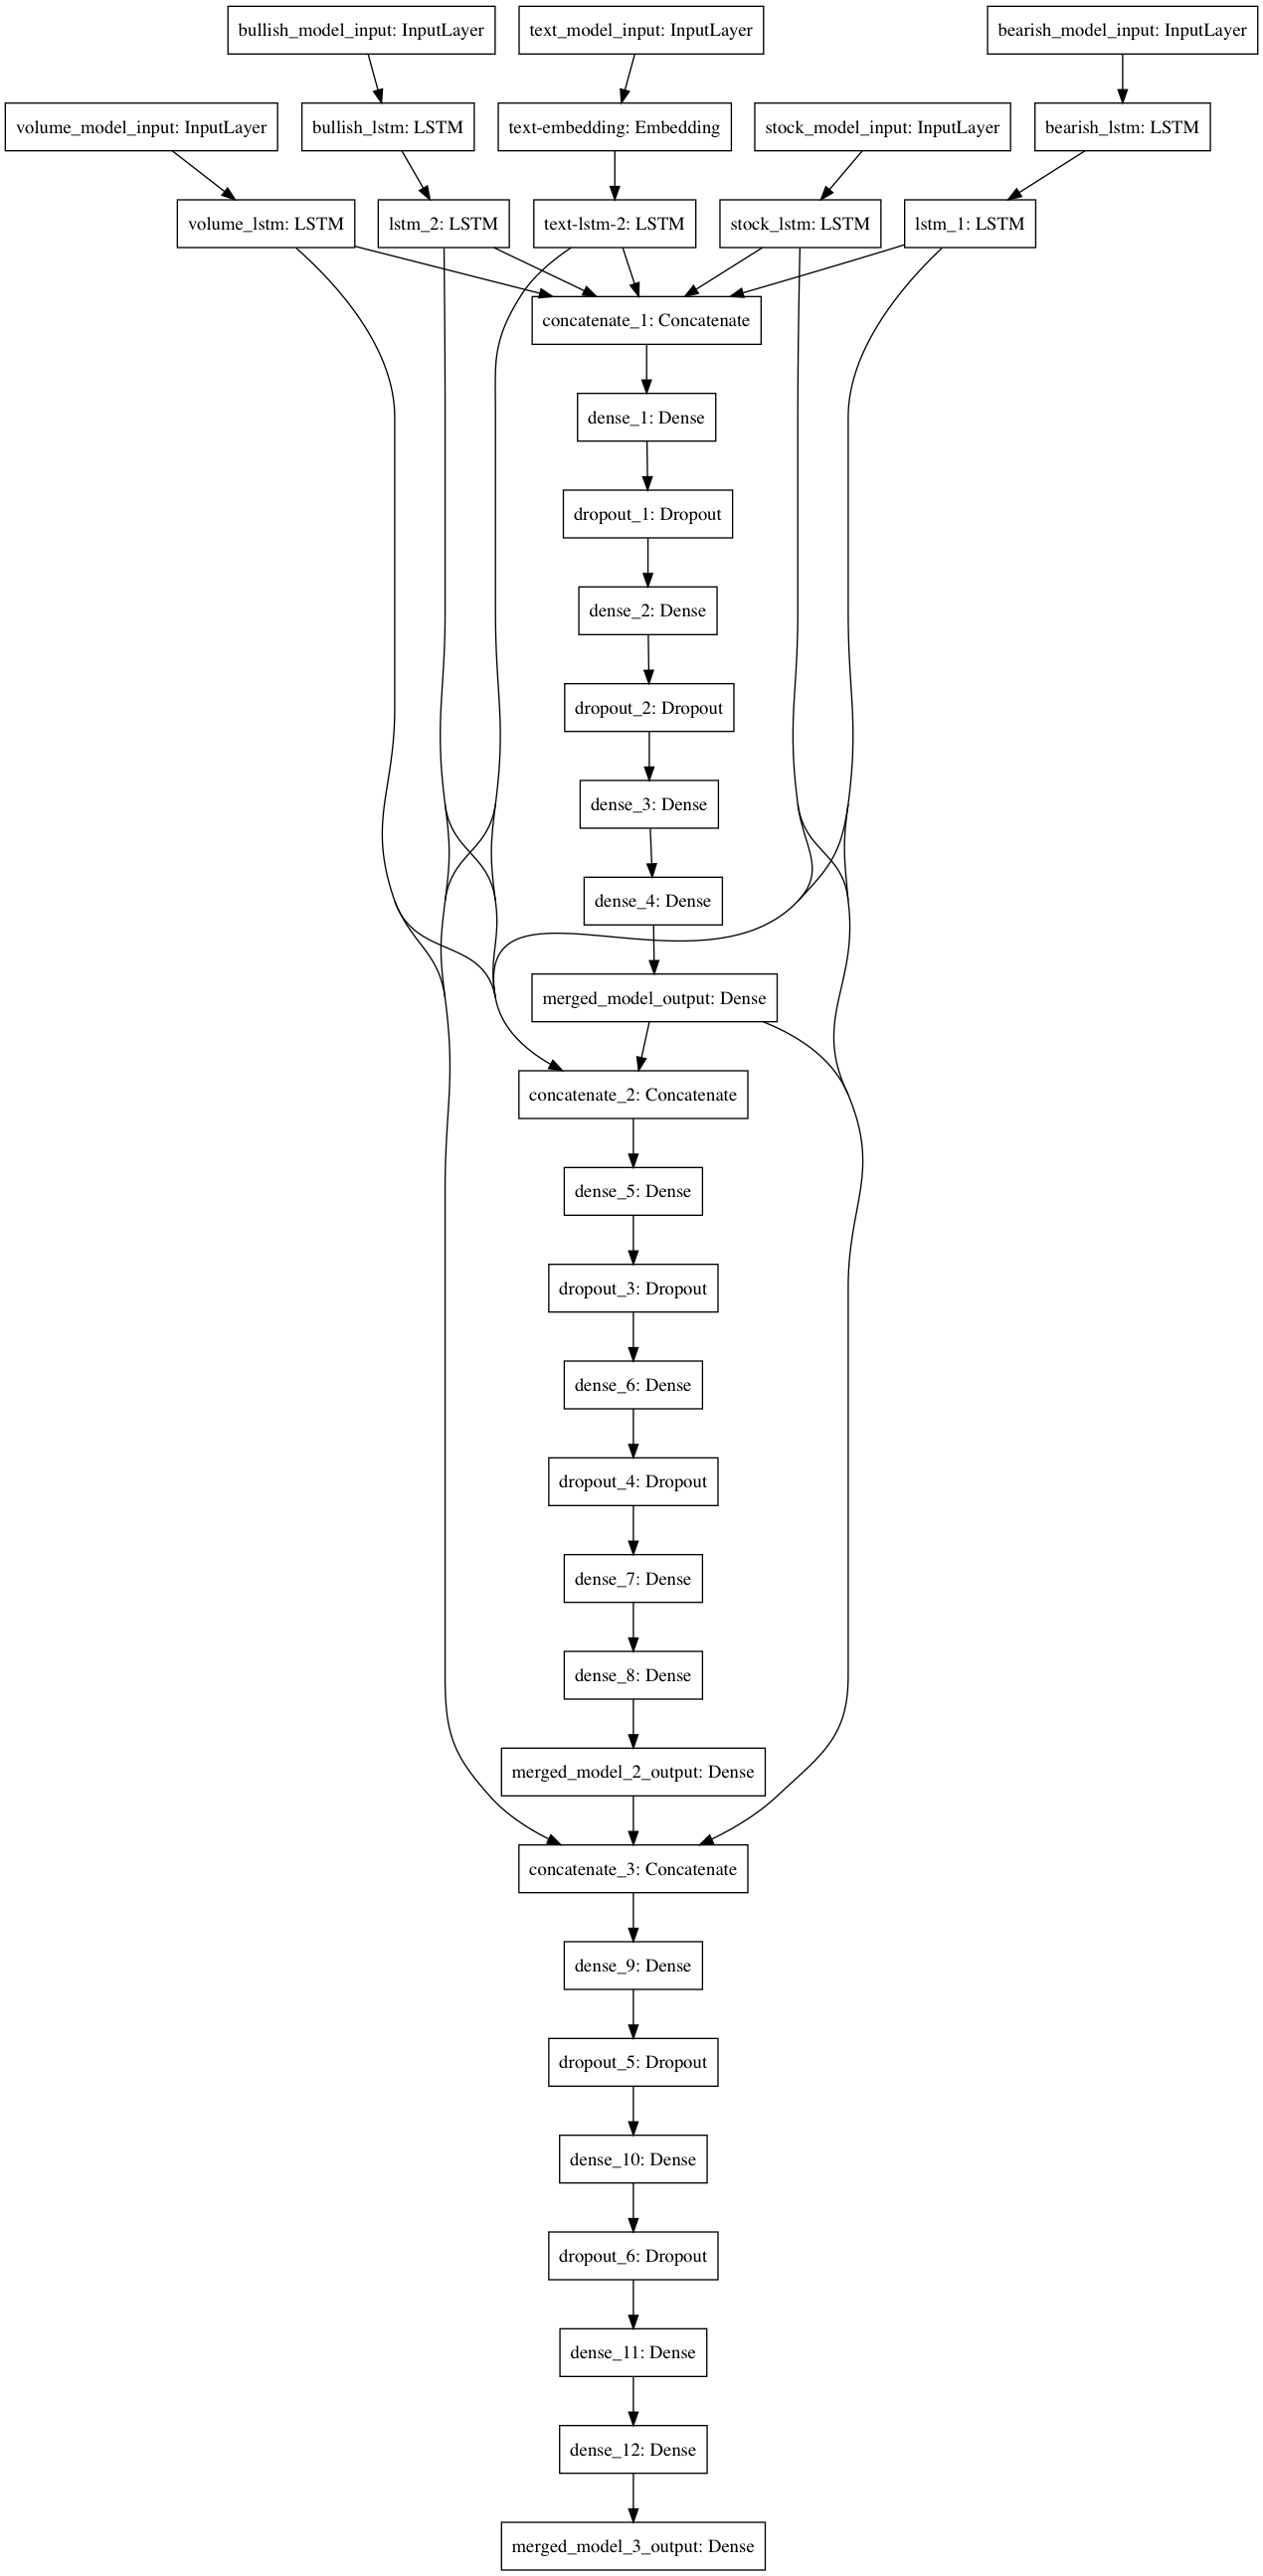 bullish_model_input: InputLayer
text_model_input: InputLayer
bearish_model_input: InputLayer
volume_model_input: InputLayer
bullish_lstm: LSTM
text-embedding: Embedding
stock_model_input: InputLayer
bearish_lstm: LSTM
volume_lstm: LSTM
lstm_2: LSTM
text-lstm-2: LSTM
stock_lstm: LSTM
lstm_1: LSTM
concatenate_1: Concatenate
dense_1: Dense
dropout_1: Dropout
dense_2: Dense
dropout_2: Dropout
dense_3: Dense
dense_4: Dense
merged_model_output: Dense
concatenate_2: Concatenate
dense_5: Dense
dropout_3: Dropout
dense_6: Dense
dropout_4: Dropout
dense_7: Dense
dense_8: Dense
merged_model_2_output: Dense
concatenate_3: Concatenate
dense_9: Dense
dropout_5: Dropout
dense_10: Dense
dropout_6: Dropout
dense_11: Dense
dense_12: Dense
merged_model_3_output: Dense